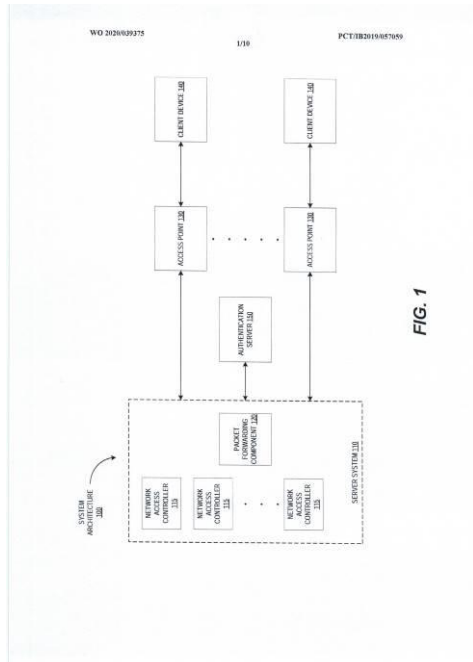 WO 2020/039375
1/10
PCT/IB2019/057059
SYSTEM
ARCHITECTURE
100
NETWORK
ACCESS
CONTROLLER
115
NETWORK
ACCESS
CONTROLLER
115
NETWORK
ACCESS
CONTROLLER
115
PACKET
FORWARDING
COMPONENT 120
SERVER SYSTEM 110
AUTHENTICATION
SERVER 150
ACCESS POINT 130
ACCESS POINT 130
CLIENT DEVICE 140
CLIENT DEVICE 140
FIG. 1